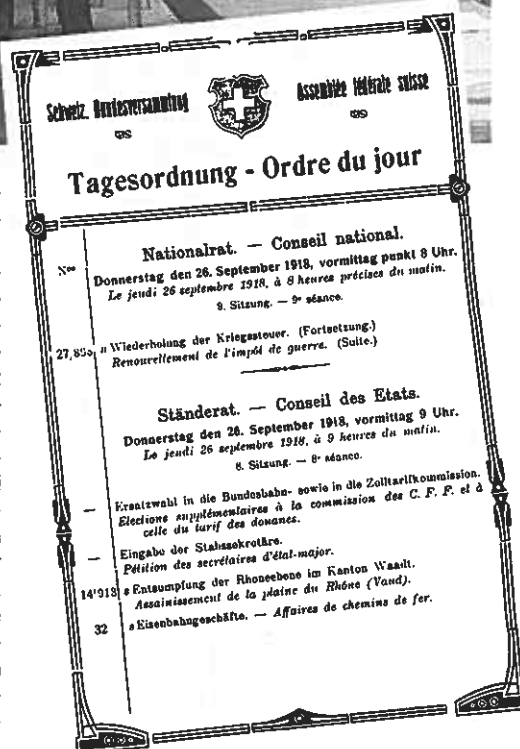 Schweiz. Bundesversammlung
Assemblée fédérale suisse
Tagesordnung - Ordre du jour
Nos
Nationalrat. — Conseil national.
Donnerstag den 26. September 1918, vormittag punkt 8 Uhr.
Le jeudi 26 septembre 1918, à 8 heures précises du matin.
9. Sitzung. — 9e séance.
n Wiederholung der Kriegssteuer. (Fortsetzung.)
Renouvellement de l'impôt de guerre. (Suite.)
Ständerat. — Conseil des Etats.
Donnerstag den 26. September 1918, vormittag 9 Uhr.
Le jeudi 26 septembre 1918, à 9 heures du matin.
8. Sitzung. — 8e séance.
— Ersatzwahl in die Bundesbahn- sowie in die Zolltarifkommission.
Elections supplémentaires à la commission des C. F. F. et à
celle du tarif des douanes.
— Eingabe der Stabssekretäre.
Pétition des secrétaires d'état-major.
14'918 s Entsumpfung der Rhoneebene im Kanton Waadt.
Assainissement de la plaine du Rhône (Vaud).
32 s Eisenbahngeschäfte. — Affaires de chemins de fer.